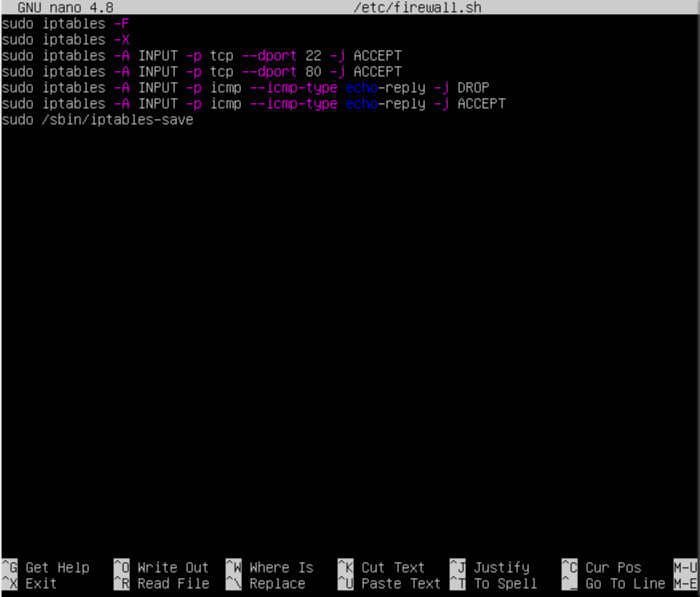 GNU nano 4.8 /etc/firewall.sh
sudo iptables -F
sudo iptables -X
sudo iptables -A INPUT -p tcp --dport 22 -j ACCEPT
sudo iptables -A INPUT -p tcp --dport 80 -j ACCEPT
sudo iptables -A INPUT -p icmp --icmp-type echo-reply -j DROP
sudo iptables -A INPUT -p icmp --icmp-type echo-reply -j ACCEPT
sudo /sbin/iptables-save
^G Get Help ^O Write Out ^W Where Is ^K Cut Text ^J Justify ^C Cur Pos M-U
^X Exit ^R Read File ^\ Replace ^U Paste Text ^T To Spell ^_ Go To Line M-E